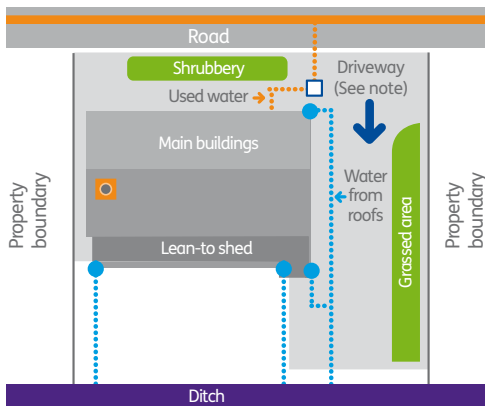 Road
Shrubbery
Driveway
(See note)
Used water
Main buildings
Water
from
roofs
Property
boundary
Property
boundary
Grassed area
Lean-to shed
Ditch